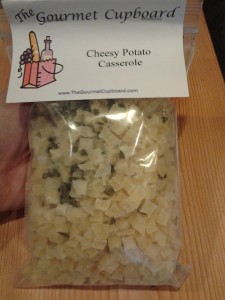 The Gourmet Cupboard
Cheesy Potato
Casserole
www.TheGourmetCupboard.com